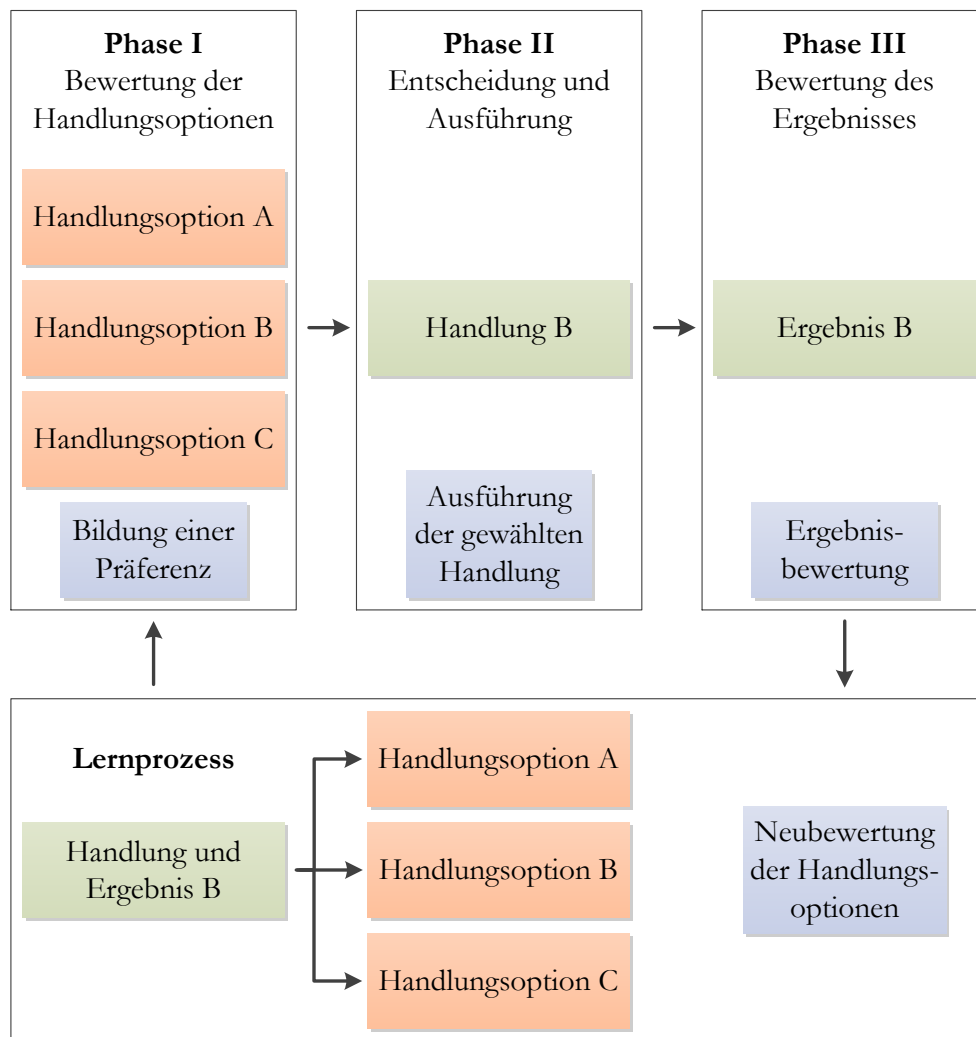 Phase I
Bewertung der
Handlungsoptionen
Handlungsoption A
Handlungsoption B
Handlungsoption C
Bildung einer
Präferenz
Phase II
Entscheidung und
Ausführung
Handlung B
Ausführung
der gewählten
Handlung
Phase III
Bewertung des
Ergebnisses
Ergebnis B
Ergebnis-
bewertung
Lernprozess
Handlung und
Ergebnis B
Handlungsoption A
Handlungsoption B
Handlungsoption C
Neubewertung
der Handlungs-
optionen